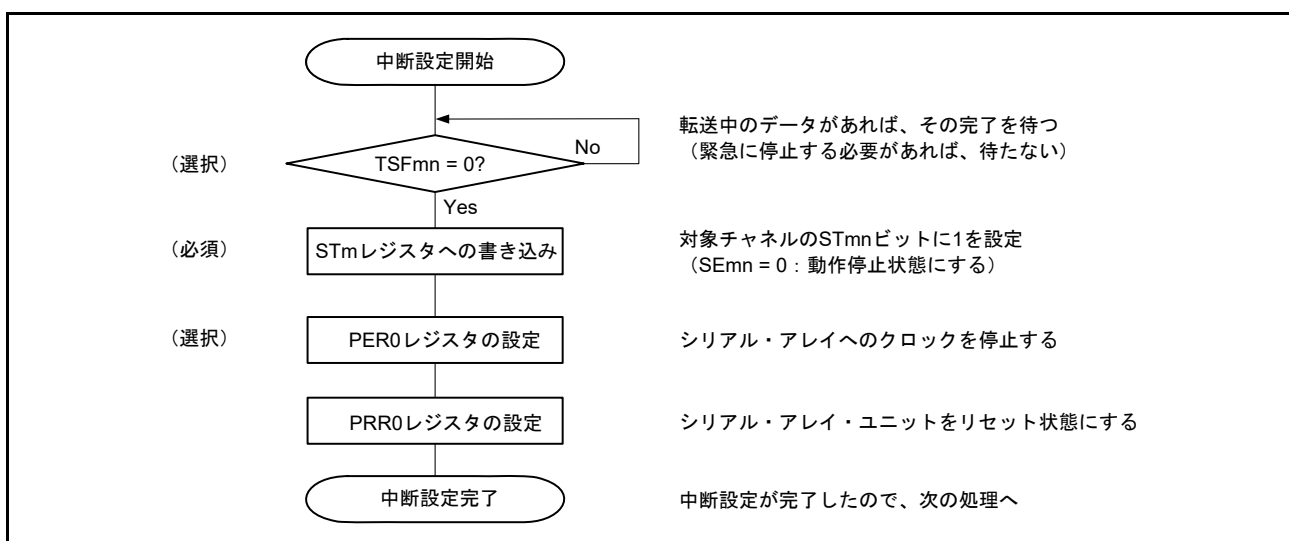 中断設定開始
転送中のデータがあれば、その完了を待つ
（緊急に停止する必要があれば、待たない）
No
（選択）
TSFmn = 0?
Yes
（必須）
STmレジスタへの書き込み
対象チャネルのSTmnビットに1を設定
（SEmn = 0：動作停止状態にする）
（選択）
PER0レジスタの設定
シリアル・アレイへのクロックを停止する
PRR0レジスタの設定
シリアル・アレイ・ユニットをリセット状態にする
中断設定完了
中断設定が完了したので、次の処理へ